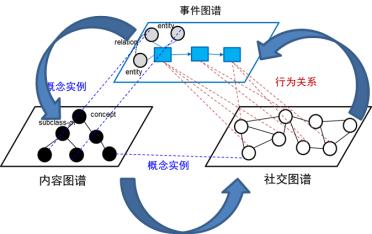 事件图谱
entity
relation
entity
概念实例
行为关系
concept
subclass-of
概念实例
内容图谱
社交图谱